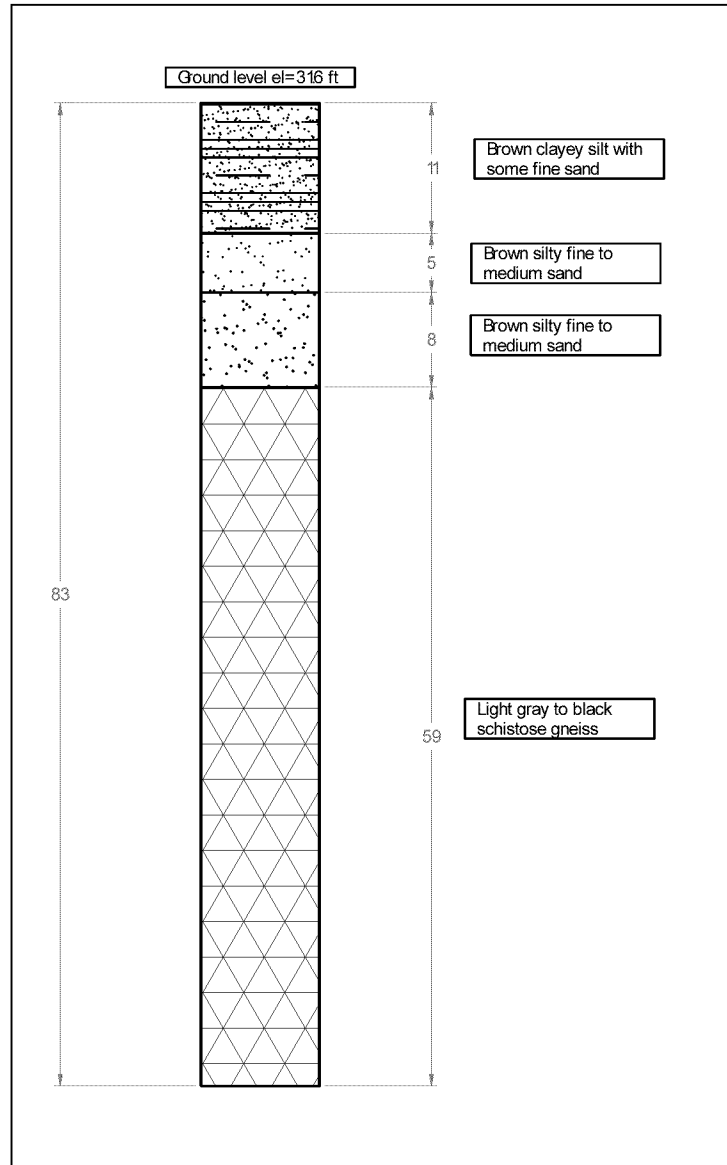 Ground level el=316 ft
11
Brown clayey silt with
some fine sand
5
Brown silty fine to
medium sand
8
Brown silty fine to
medium sand
83
59
Light gray to black
schistose gneiss